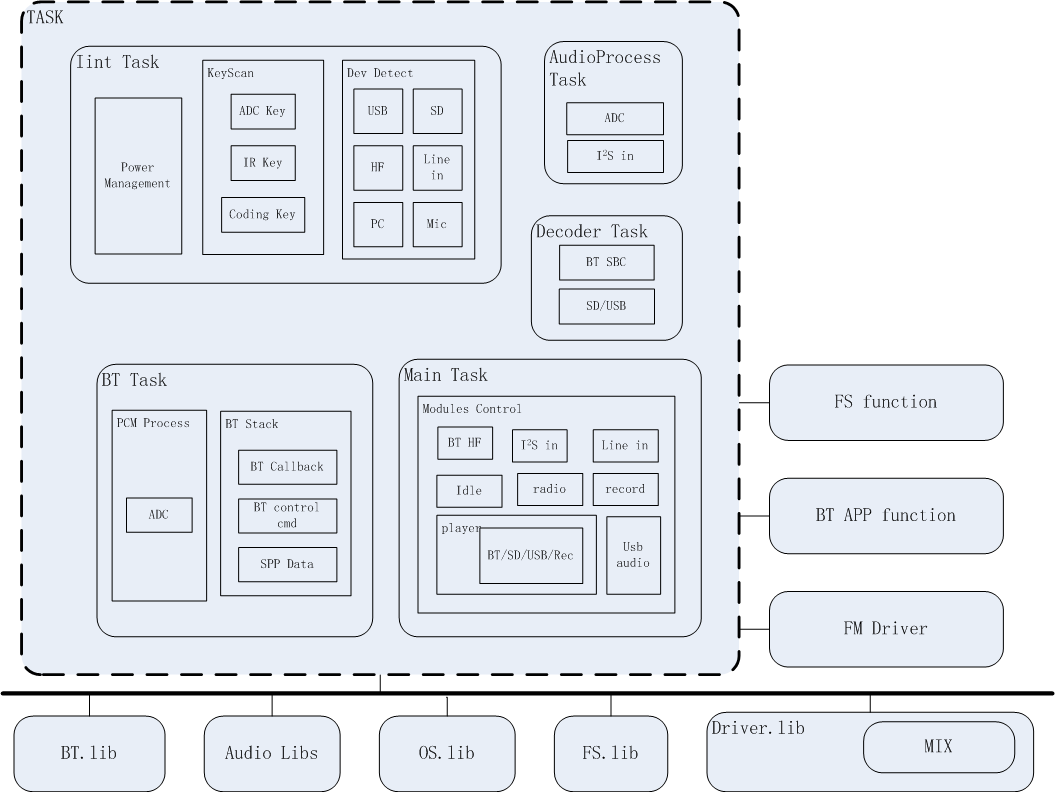 TASK
Iint Task
Power
Management
KeyScan
ADC Key
IR Key
Coding Key
Dev Detect
USB
SD
HF
Line
in
PC
Mic
AudioProcess
Task
ADC
I²S in
Decoder Task
BT SBC
SD/USB
BT Task
PCM Process
ADC
BT Stack
BT Callback
BT control
cmd
SPP Data
Main Task
Modules Control
BT HF
I²S in
Line in
Idle
radio
record
player
BT/SD/USB/Rec
Usb
audio
FS function
BT APP function
FM Driver
BT.lib
Audio Libs
OS.lib
FS.lib
Driver.lib
MIX